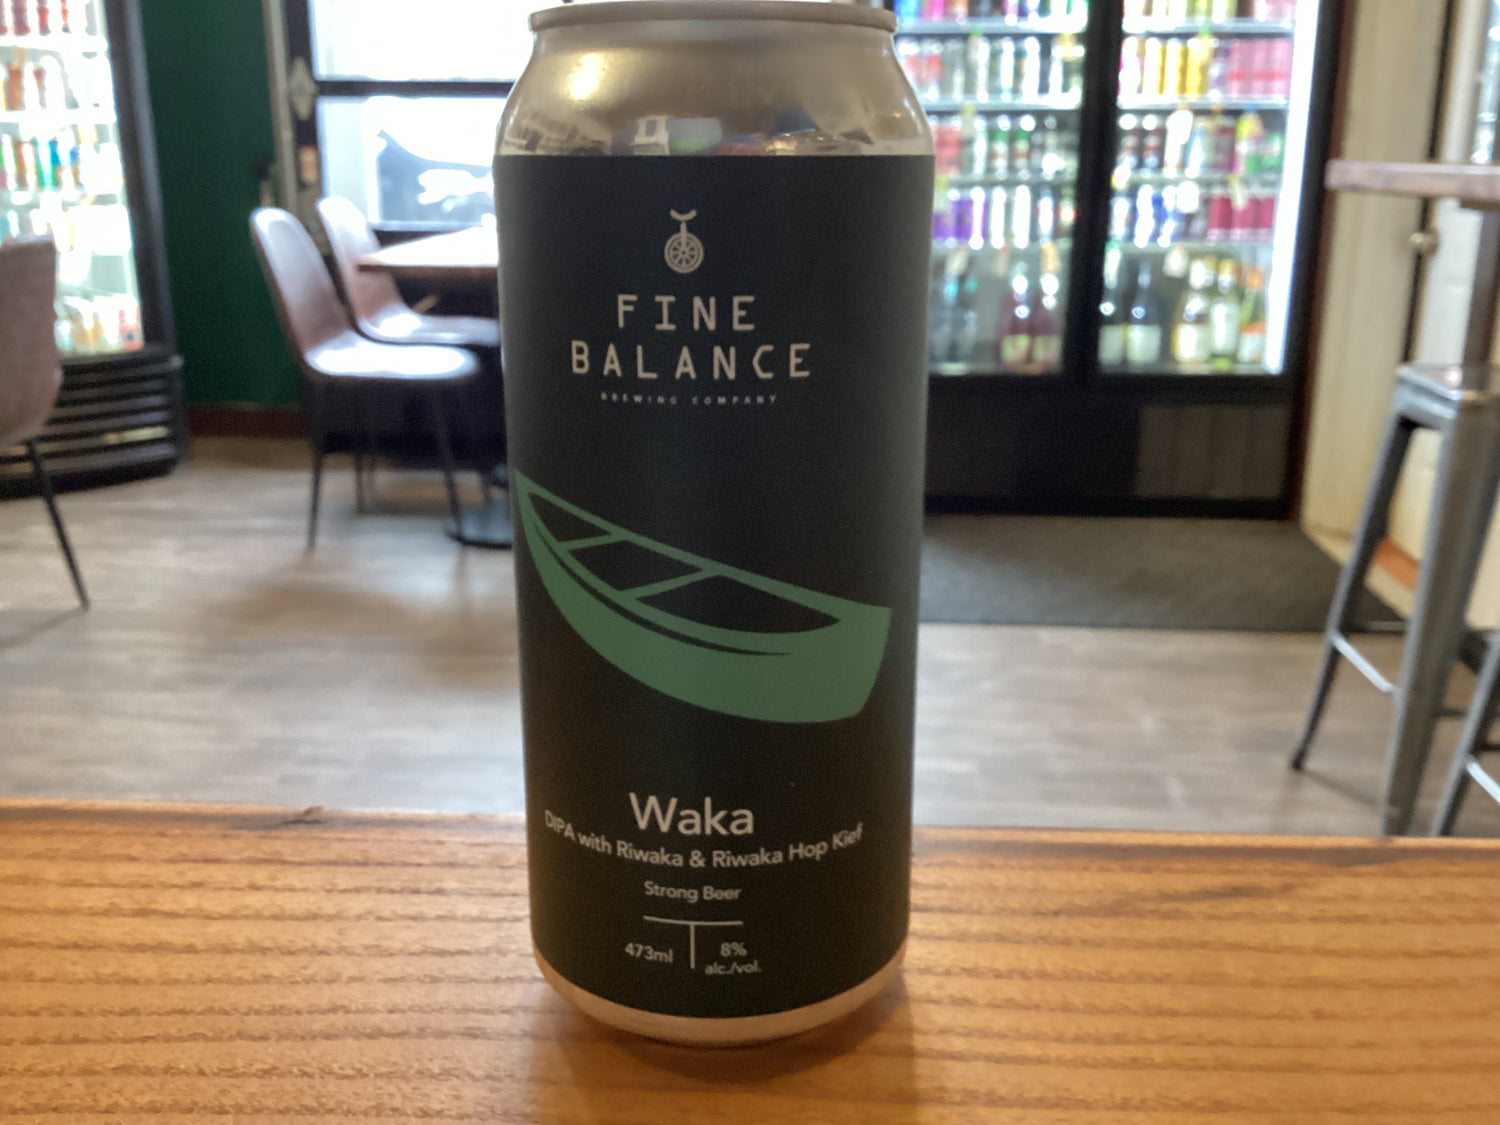 FINE
BALANCE
BREWING COMPANY
Waka
DIPA with Riwaka & Riwaka Hop Kief
Strong Beer
473ml
8%
alc./vol.